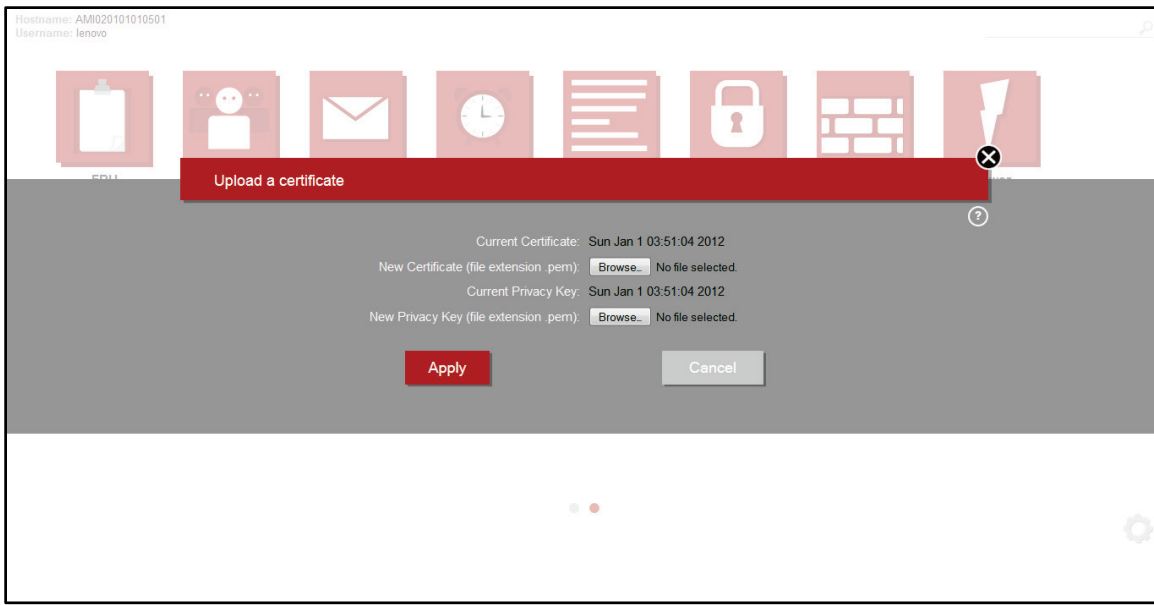 Hostname: AMI020101010501
Username: lenovo
Upload a certificate
?
Current Certificate: Sun Jan 1 03:51:04 2012
New Certificate (file extension .pem): Browse... No file selected.
Current Privacy Key: Sun Jan 1 03:51:04 2012
New Privacy Key (file extension .pem): Browse... No file selected.
Apply Cancel